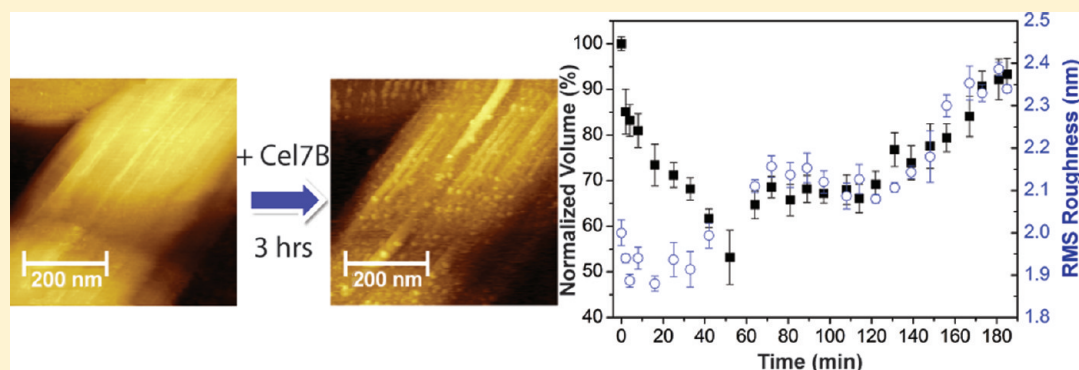 200 nm
+ Cel7B
3 hrs
200 nm
Normalized Volume (%)
100
90
80
70
60
50
40
0 20 40 60 80 100 120 140 160 180
Time (min)
2.5
2.4
2.3
2.2
2.1
2.0
1.9
1.8
1.7
RMS Roughness (nm)